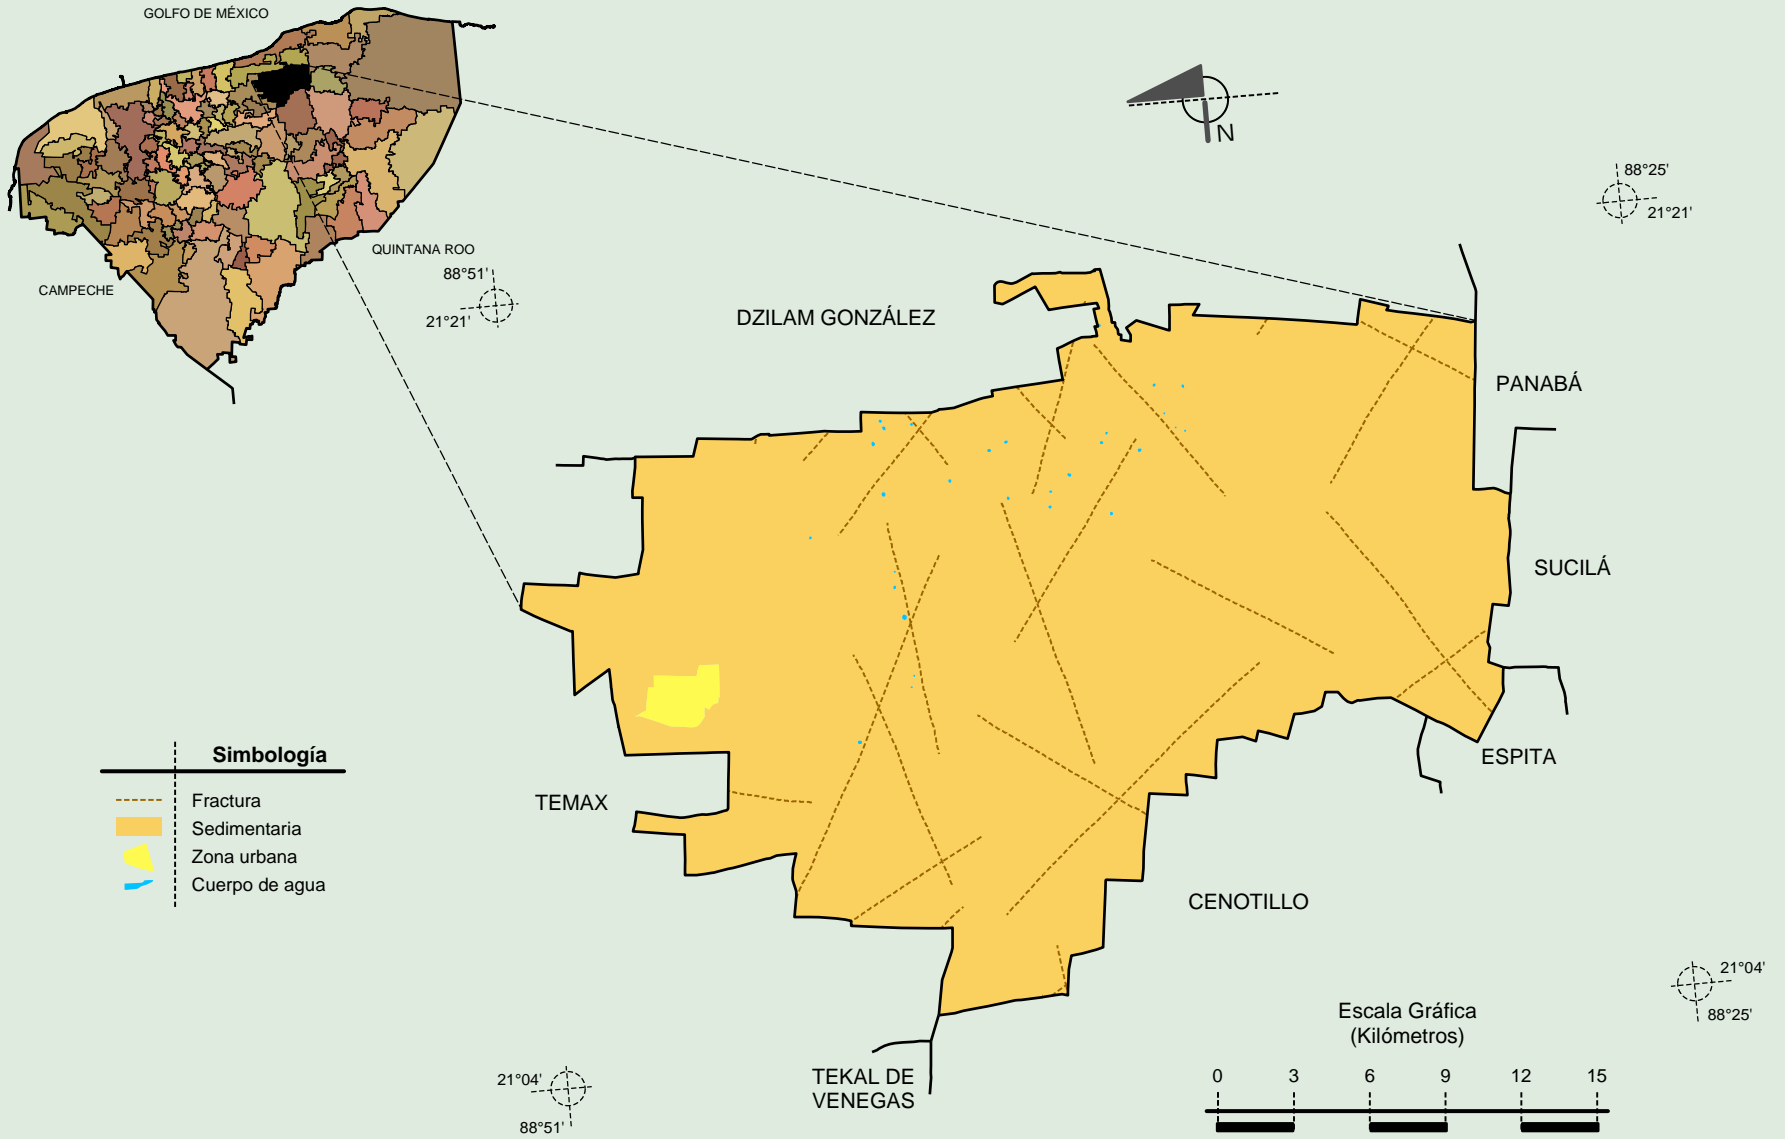 GOLFO DE MÉXICO
QUINTANA ROO
CAMPECHE
N
88°25'
21°21'
88°51'
21°21'
DZILAM GONZÁLEZ
PANABÁ
SUCILÁ
ESPITA
TEMAX
CENOTILLO
TEKAL DE
VENEGAS
Simbología
Fractura
Sedimentaria
Zona urbana
Cuerpo de agua
21°04'
88°25'
21°04'
88°51'
Escala Gráfica
(Kilómetros)
0 3 6 9 12 15